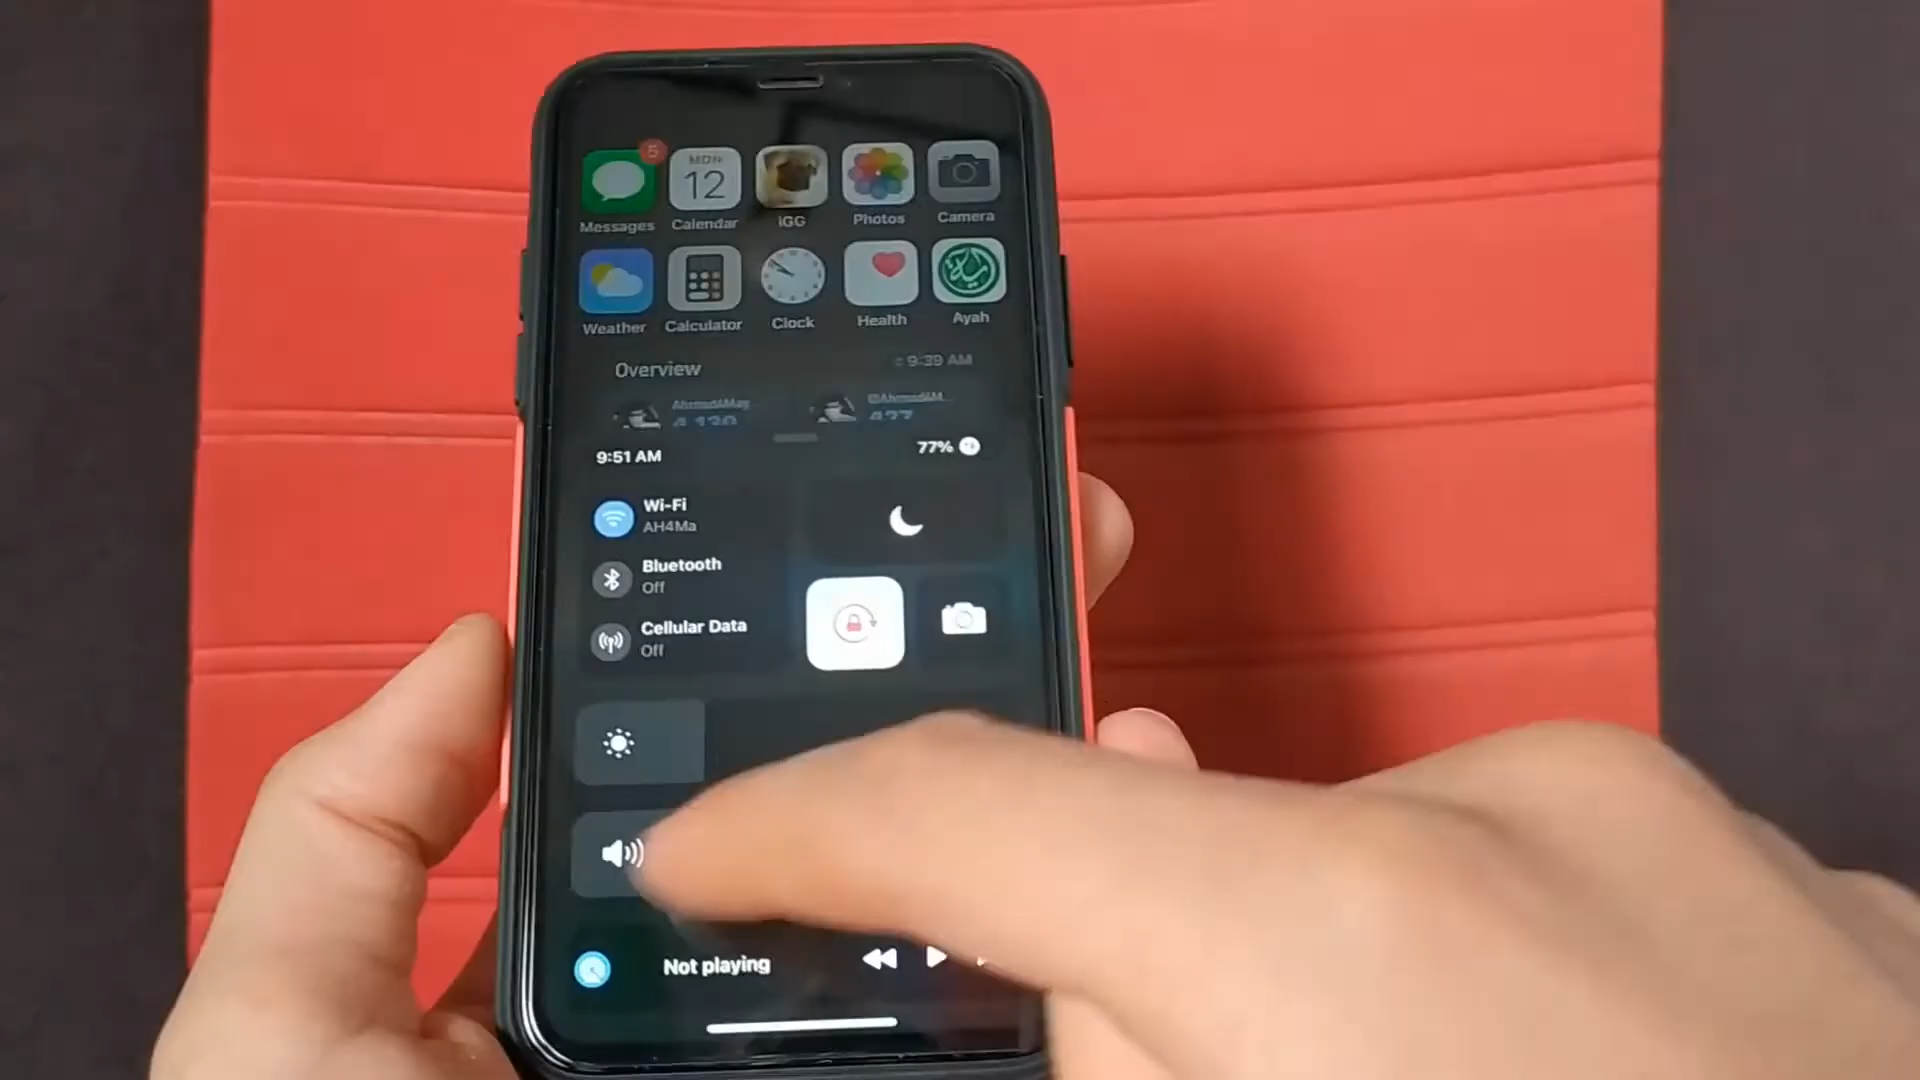 5
MON
12
Messages Calendar iGG Photos Camera
Weather Calculator Clock Health Ayah
Overview
9:39 AM
9:51 AM
77%
Wi-Fi
AH4Ma
Bluetooth
Off
Cellular Data
Off
Not playing